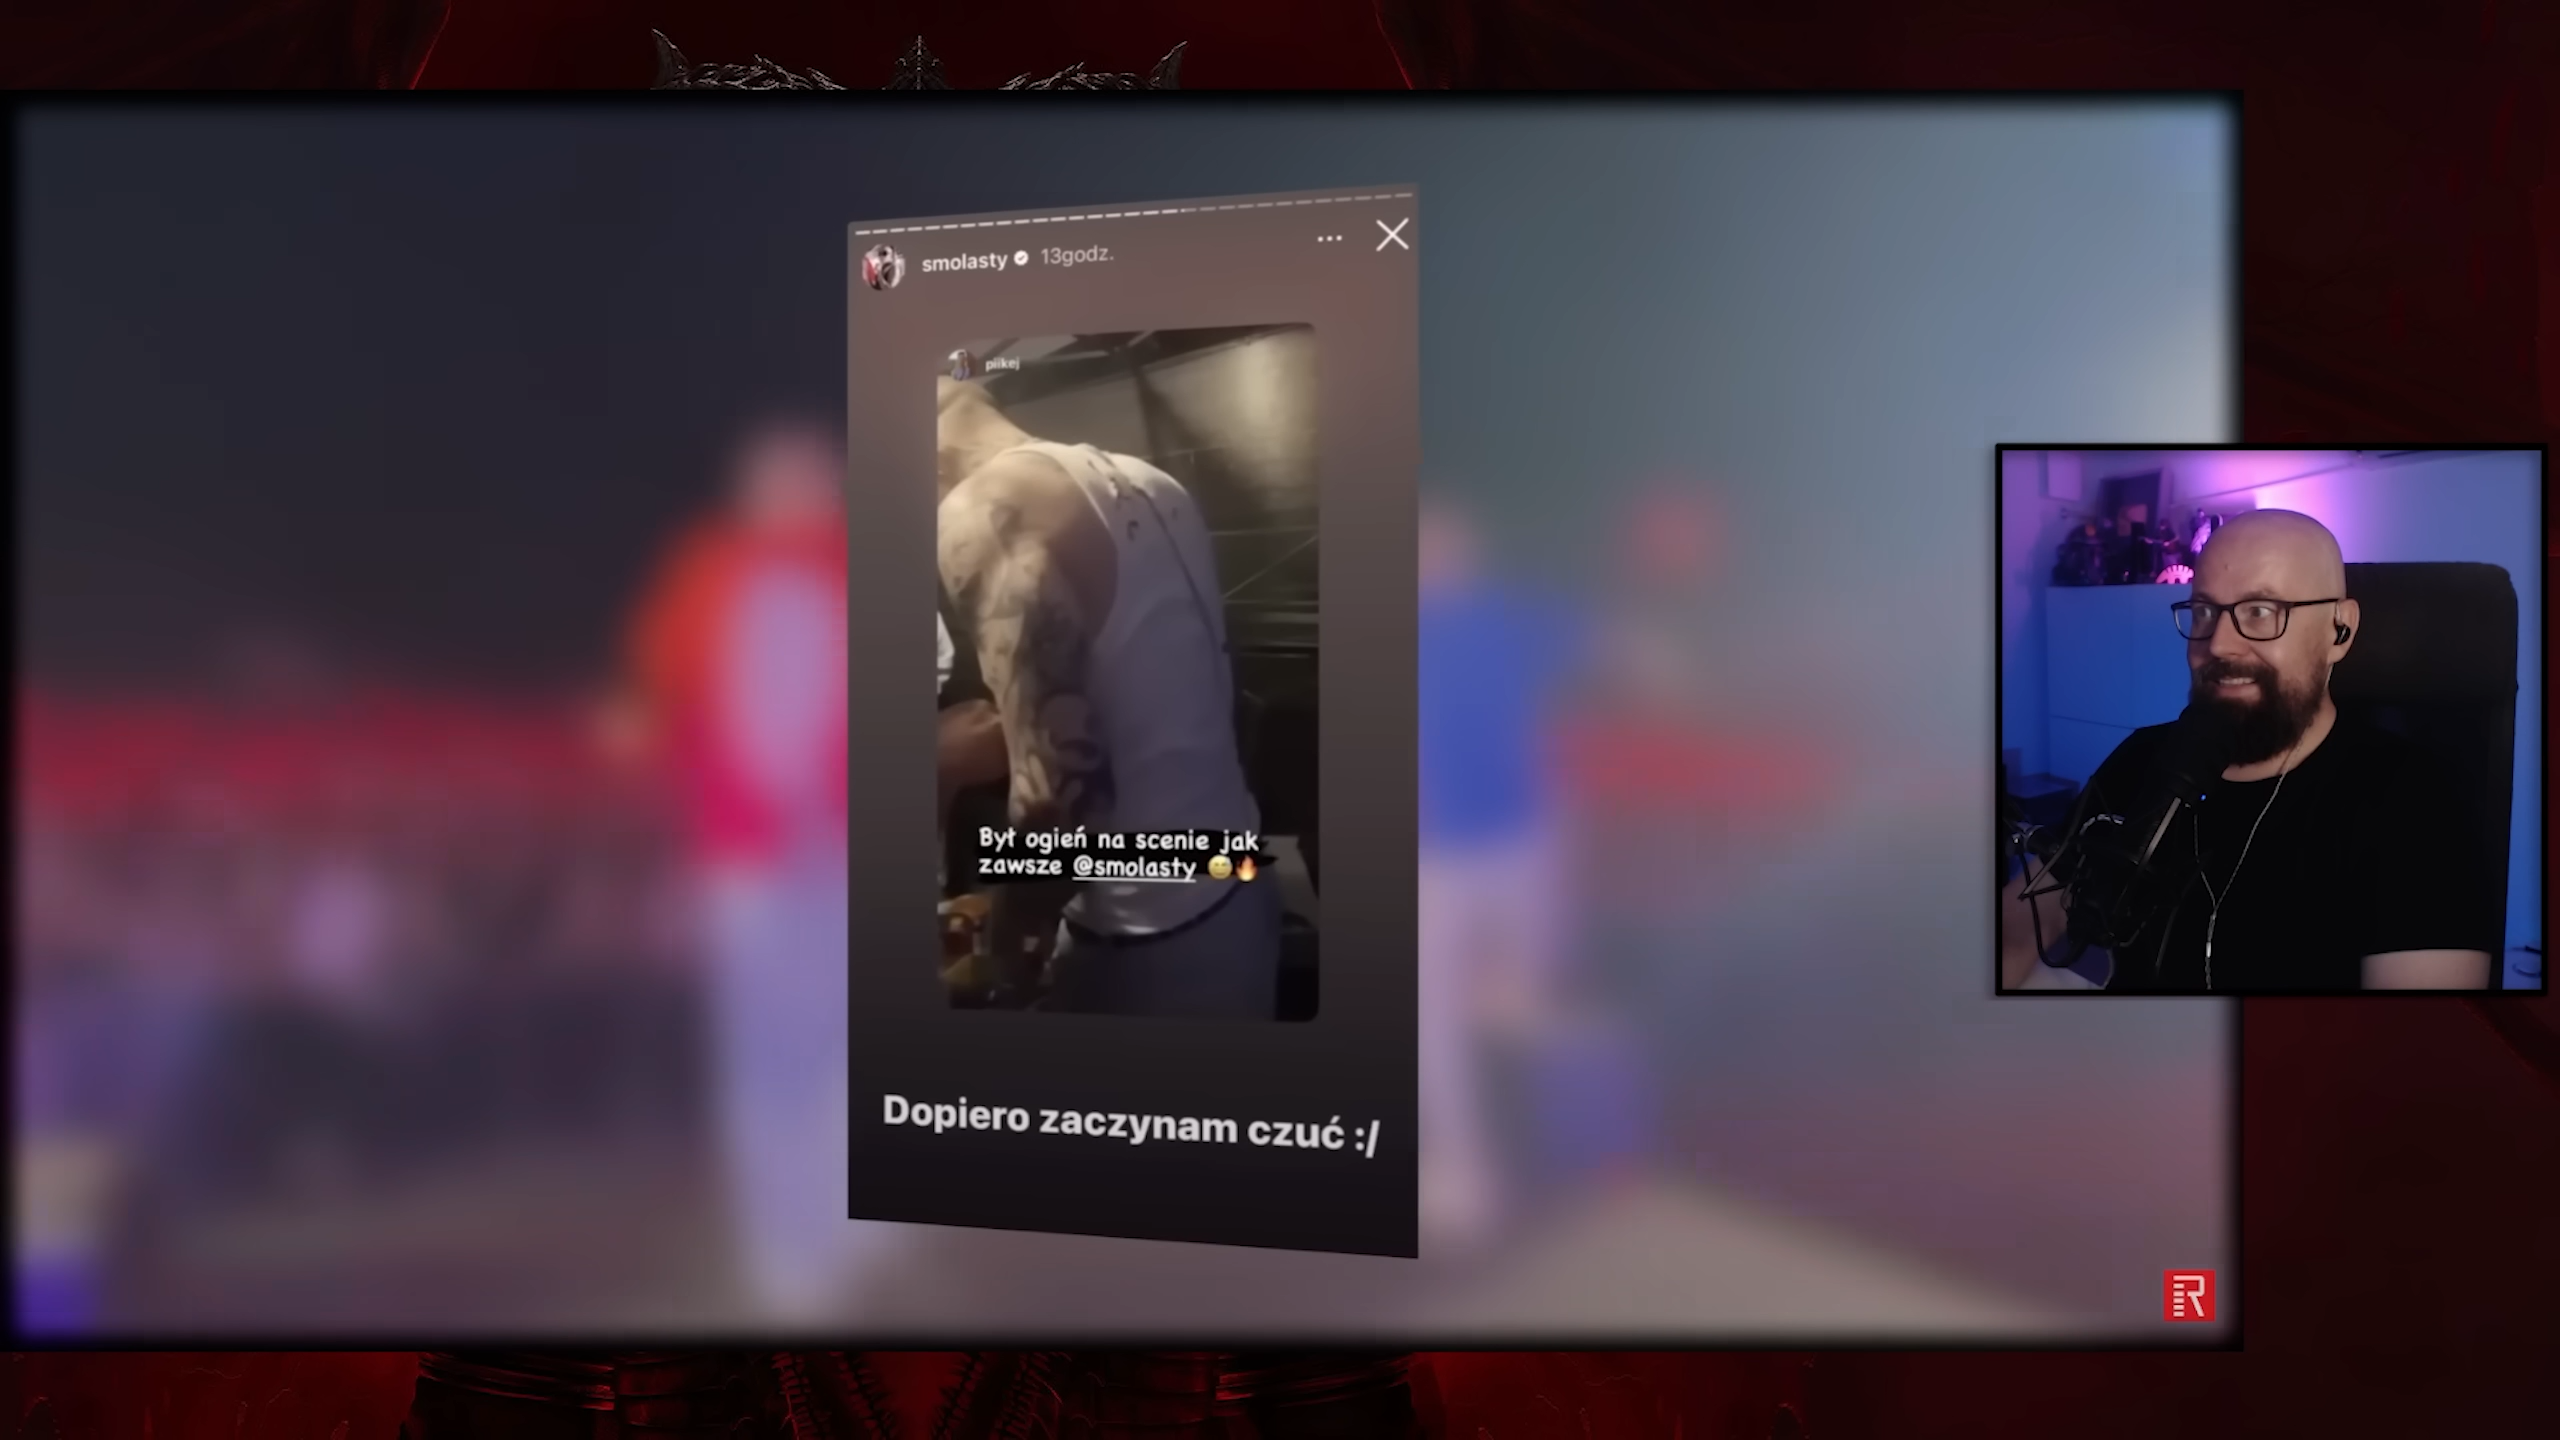 smolasty 13godz.
piikej
Był ogień na scenie jak
zawsze @smolasty 😅🔥
Dopiero zaczynam czuć :/
R